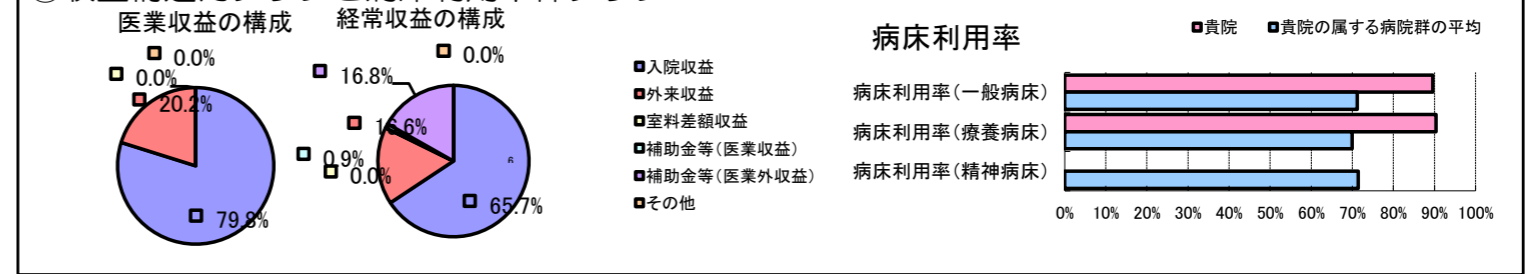 医業収益の構成
0.0%
0.0%
20.2%
79.8%
経常収益の構成
0.0%
16.8%
16.6%
0.9%
0.0%
65.7%
6
入院収益
外来収益
室料差額収益
補助金等(医業収益)
補助金等(医業外収益)
その他
病床利用率
貴院 貴院の属する病院群の平均
病床利用率(一般病床)
病床利用率(療養病床)
病床利用率(精神病床)
0% 10% 20% 30% 40% 50% 60% 70% 80% 90% 100%